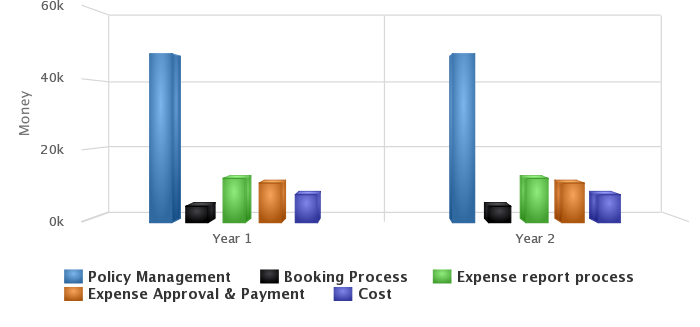 60k
40k
20k
0k
Money
Year 1
Year 2
Policy Management
Booking Process
Expense report process
Expense Approval & Payment
Cost